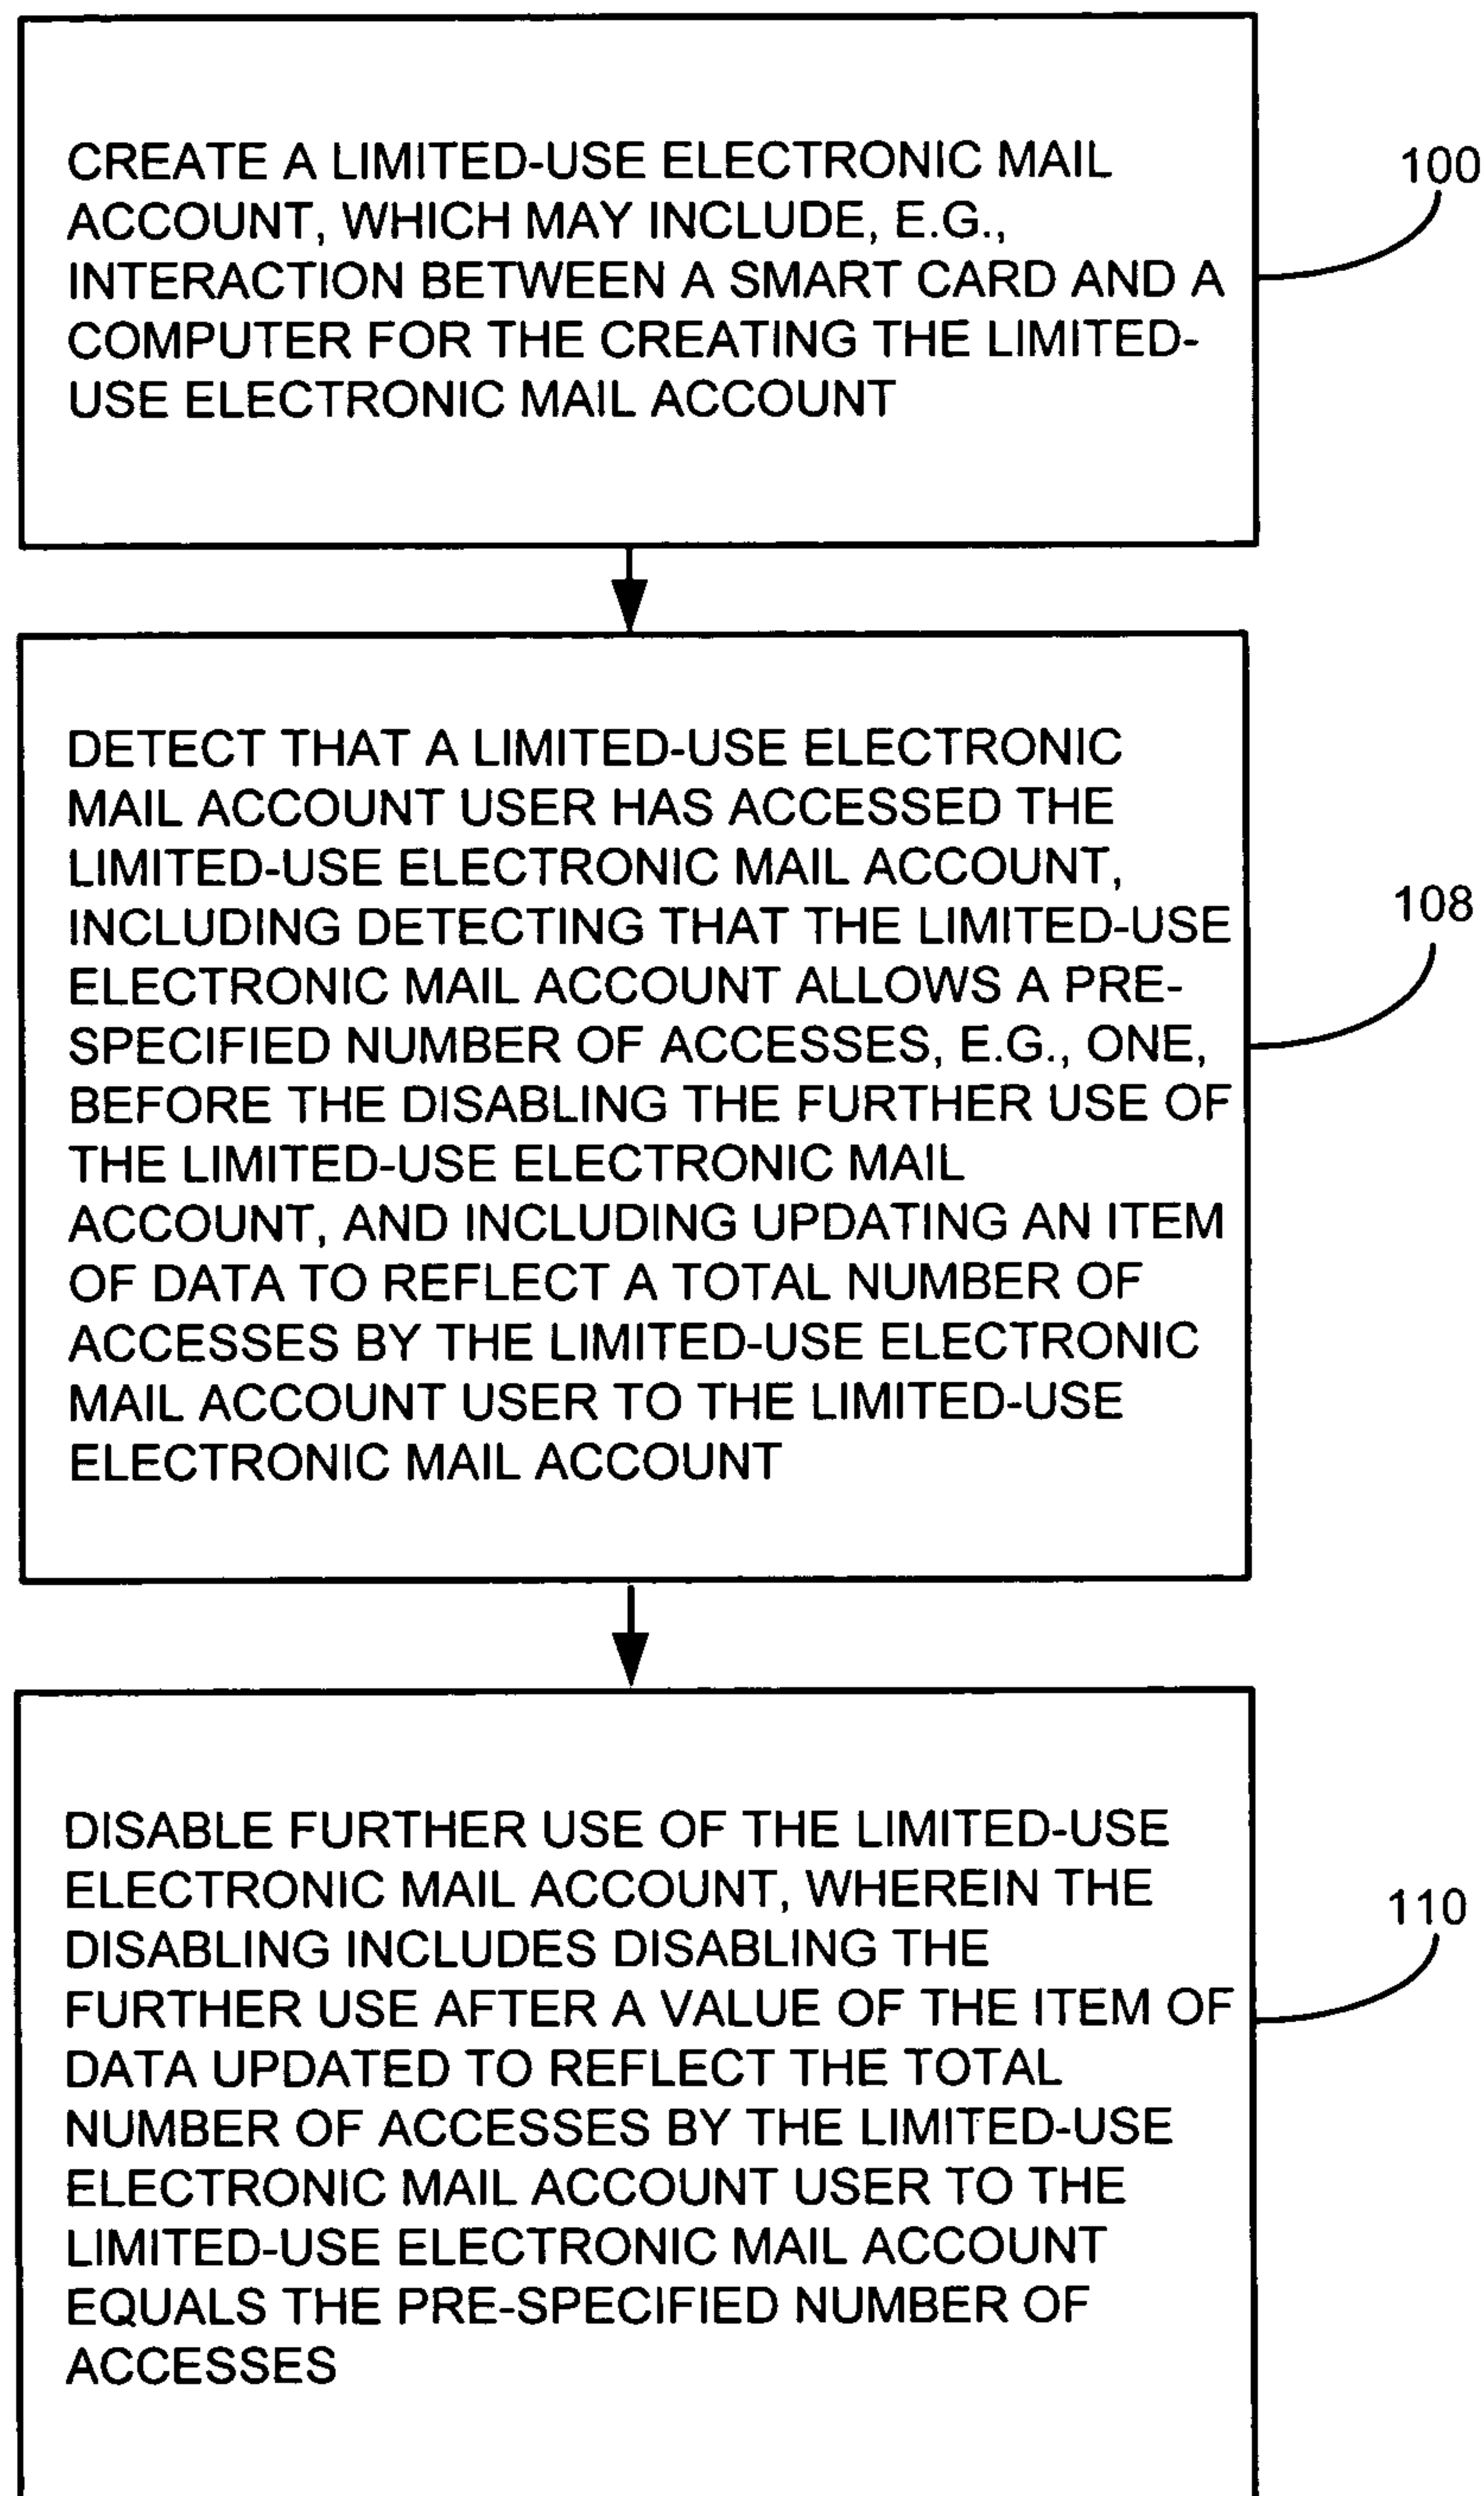 CREATE A LIMITED-USE ELECTRONIC MAIL
ACCOUNT, WHICH MAY INCLUDE, E.G.,
INTERACTION BETWEEN A SMART CARD AND A
COMPUTER FOR THE CREATING THE LIMITED-
USE ELECTRONIC MAIL ACCOUNT
100
DETECT THAT A LIMITED-USE ELECTRONIC
MAIL ACCOUNT USER HAS ACCESSED THE
LIMITED-USE ELECTRONIC MAIL ACCOUNT,
INCLUDING DETECTING THAT THE LIMITED-USE
ELECTRONIC MAIL ACCOUNT ALLOWS A PRE-
SPECIFIED NUMBER OF ACCESSES, E.G., ONE,
BEFORE THE DISABLING THE FURTHER USE OF
THE LIMITED-USE ELECTRONIC MAIL
ACCOUNT, AND INCLUDING UPDATING AN ITEM
OF DATA TO REFLECT A TOTAL NUMBER OF
ACCESSES BY THE LIMITED-USE ELECTRONIC
MAIL ACCOUNT USER TO THE LIMITED-USE
ELECTRONIC MAIL ACCOUNT
108
DISABLE FURTHER USE OF THE LIMITED-USE
ELECTRONIC MAIL ACCOUNT, WHEREIN THE
DISABLING INCLUDES DISABLING THE
FURTHER USE AFTER A VALUE OF THE ITEM OF
DATA UPDATED TO REFLECT THE TOTAL
NUMBER OF ACCESSES BY THE LIMITED-USE
ELECTRONIC MAIL ACCOUNT USER TO THE
LIMITED-USE ELECTRONIC MAIL ACCOUNT
EQUALS THE PRE-SPECIFIED NUMBER OF
ACCESSES
110